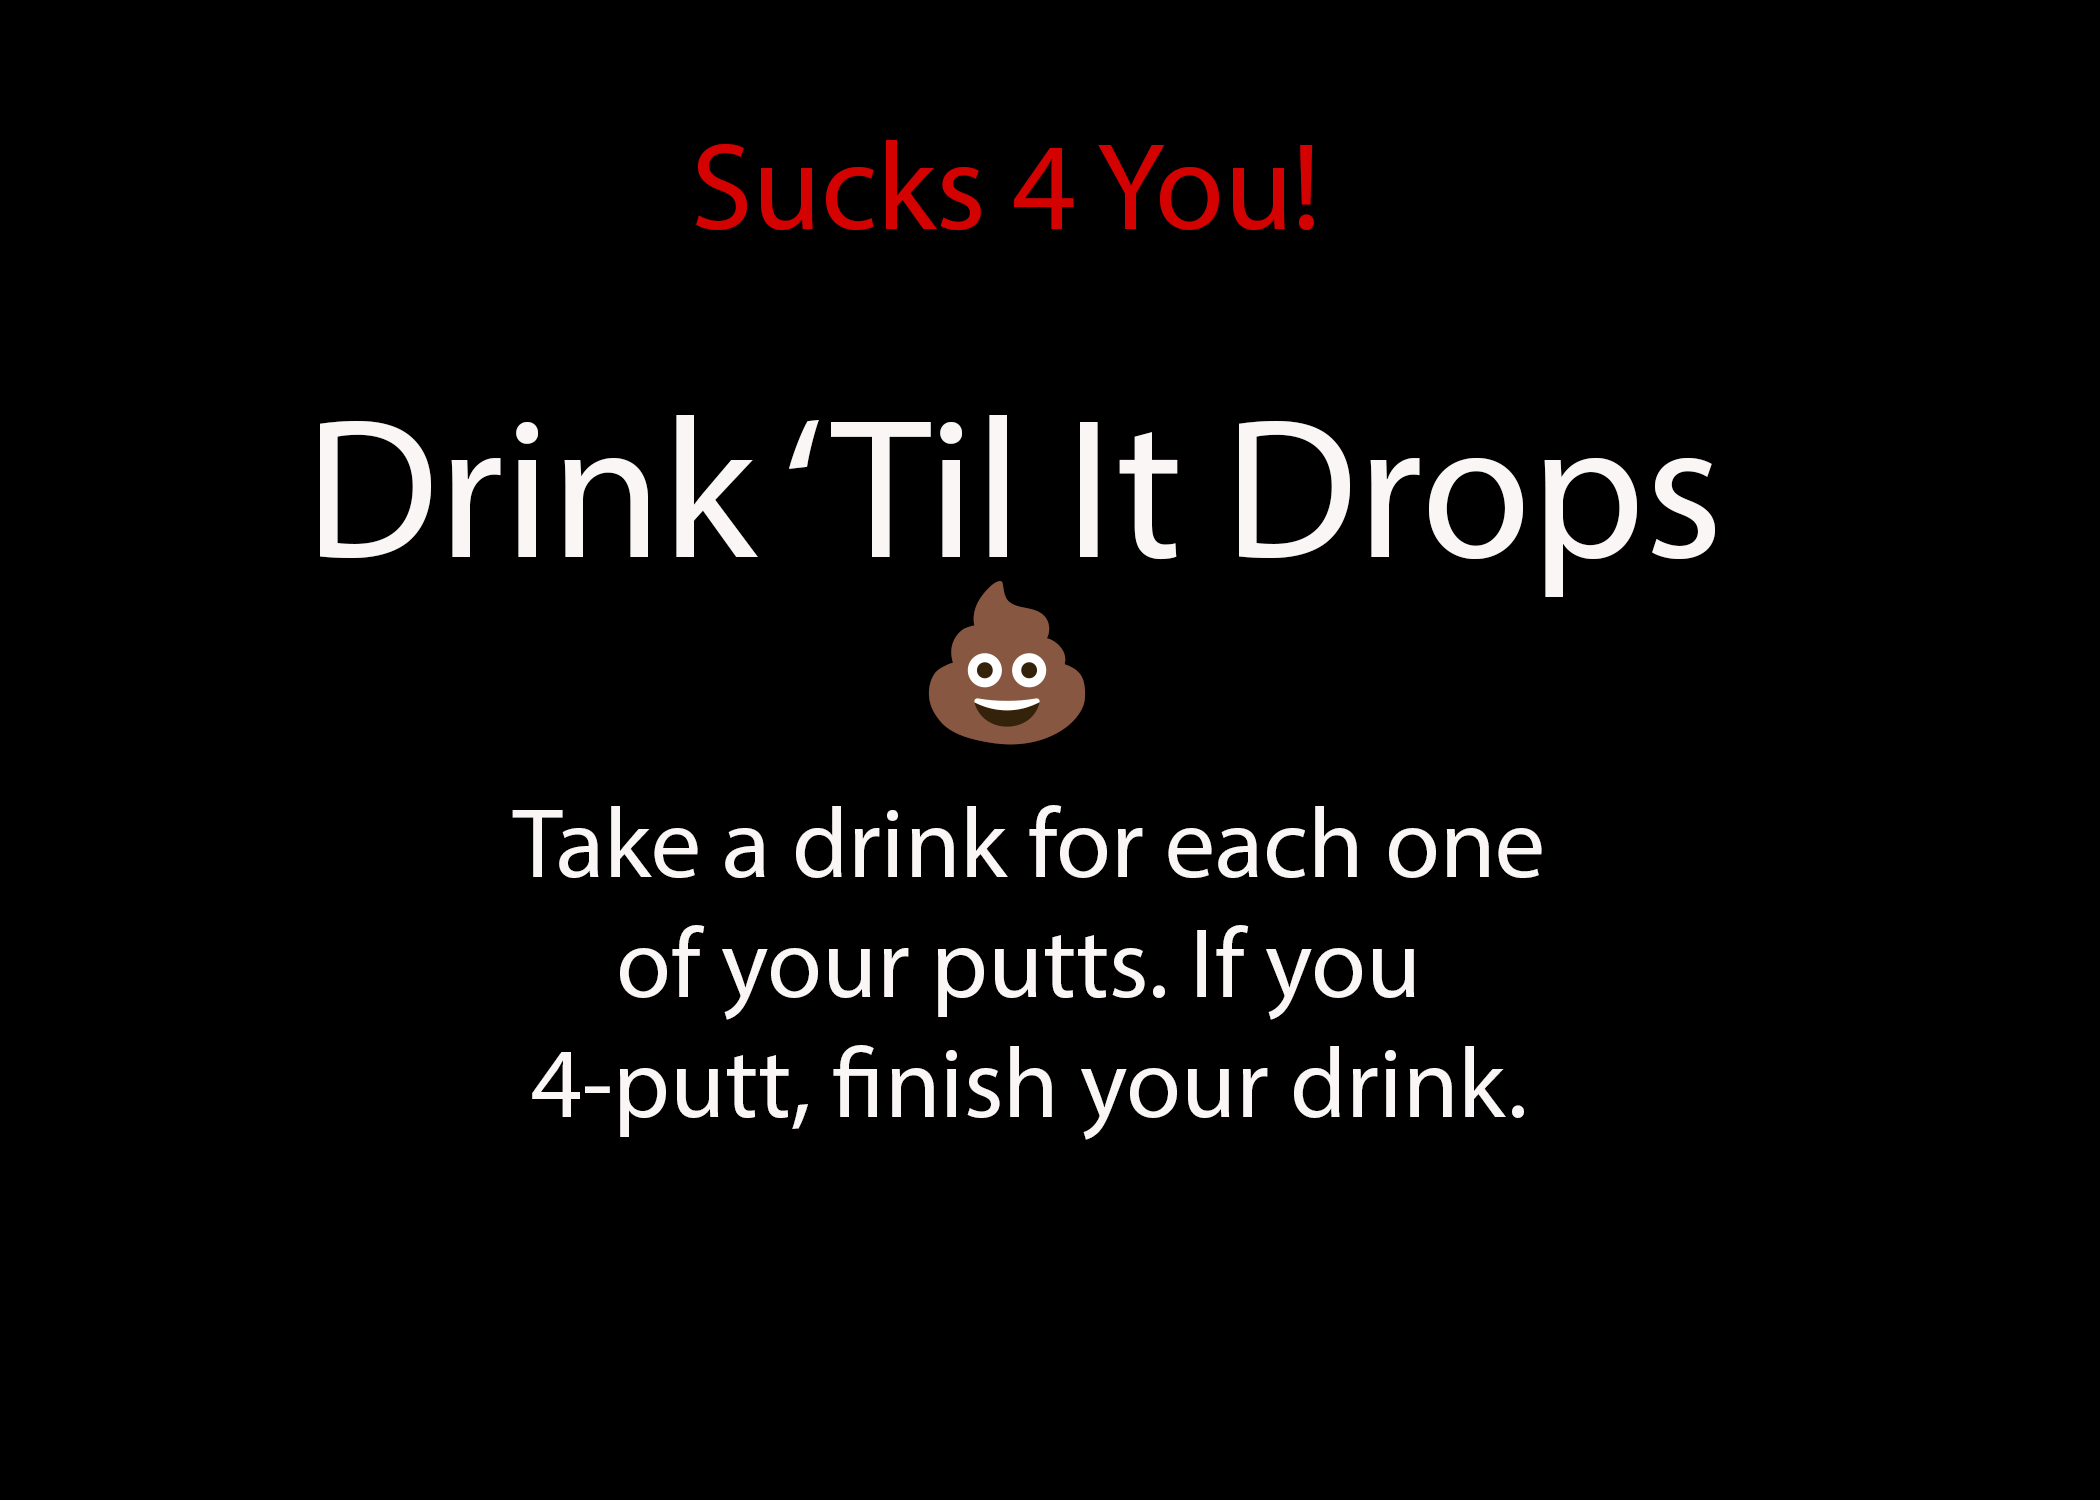 Sucks 4 You!
Drink ‘Til It Drops
Take a drink for each one
of your putts. If you
4-putt, finish your drink.